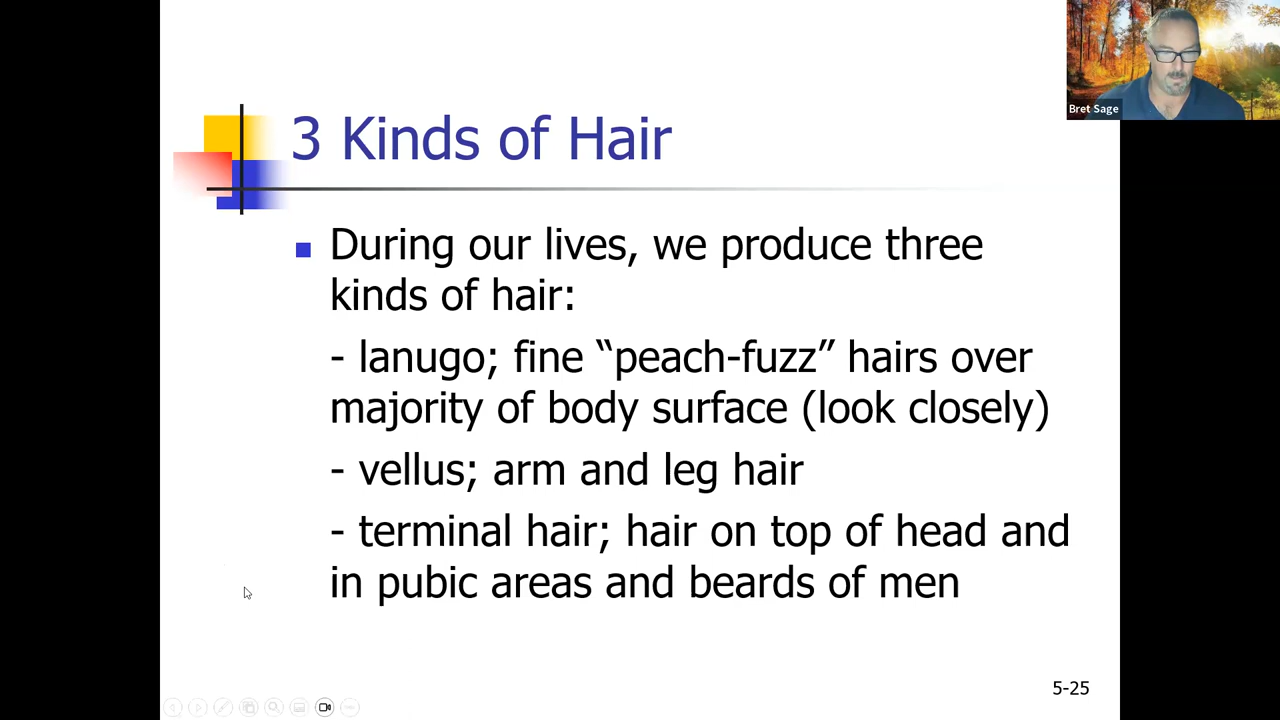 Bret Sage
3 Kinds of Hair
During our lives, we produce three
kinds of hair:
- lanugo; fine “peach-fuzz” hairs over
majority of body surface (look closely)
- vellus; arm and leg hair
- terminal hair; hair on top of head and
in pubic areas and beards of men
5-25